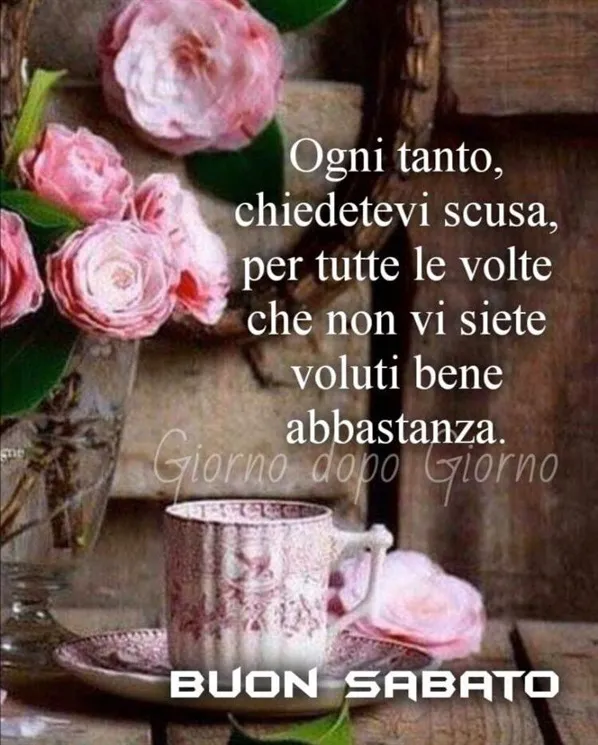 Ogni tanto,
chiedetevi scusa,
per tutte le volte
che non vi siete
voluti bene
abbastanza.
Giorno dopo Giorno
BUON SABATO